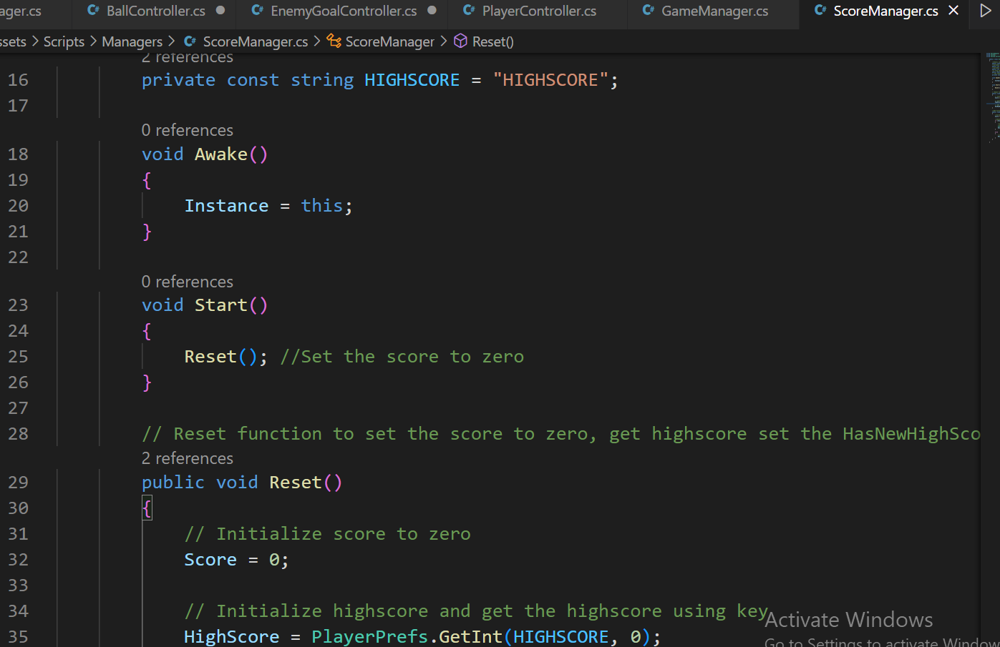 ager.cs BallController.cs EnemyGoalController.cs PlayerController.cs GameManager.cs ScoreManager.cs
ssets > Scripts > Managers > ScoreManager.cs > ScoreManager > Reset()
2 references
16 private const string HIGHSCORE = "HIGHSCORE";
17
0 references
18 void Awake()
19 {
20 Instance = this;
21 }
22
0 references
23 void Start()
24 {
25 Reset(); //Set the score to zero
26 }
27
28 // Reset function to set the score to zero, get highscore set the HasNewHighSco
2 references
29 public void Reset()
30 {
31 // Initialize score to zero
32 Score = 0;
33
34 // Initialize highscore and get the highscore using key
35 HighScore = PlayerPrefs.GetInt(HIGHSCORE, 0);
Activate Windows
Go to Settings to activate Window